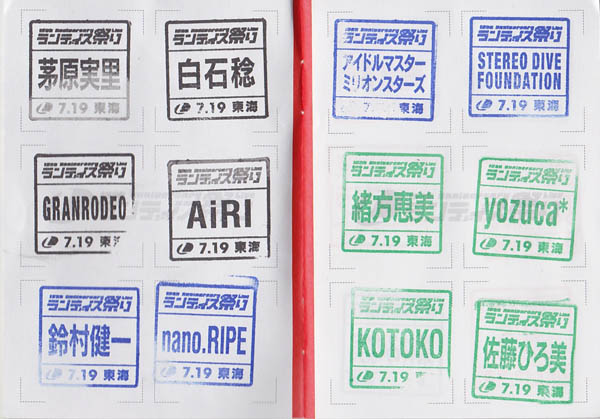 ランティス祭り
茅原実里
7.19 東海
ランティス祭り
白石稔
7.19 東海
ランティス祭り
GRANRODEO
7.19 東海
ランティス祭り
AiRI
7.19 東海
ランティス祭り
鈴村健一
7.19 東海
ランティス祭り
nano.RIPE
7.19 東海
ランティス祭り
アイドルマスター
ミリオンスターズ
7.19 東海
ランティス祭り
STEREO DIVE
FOUNDATION
7.19 東海
ランティス祭り
緒方恵美
7.19 東海
ランティス祭り
yozuca*
7.19 東海
ランティス祭り
KOTOKO
7.19
ランティス祭り
佐藤ひろ美
7.19 東海